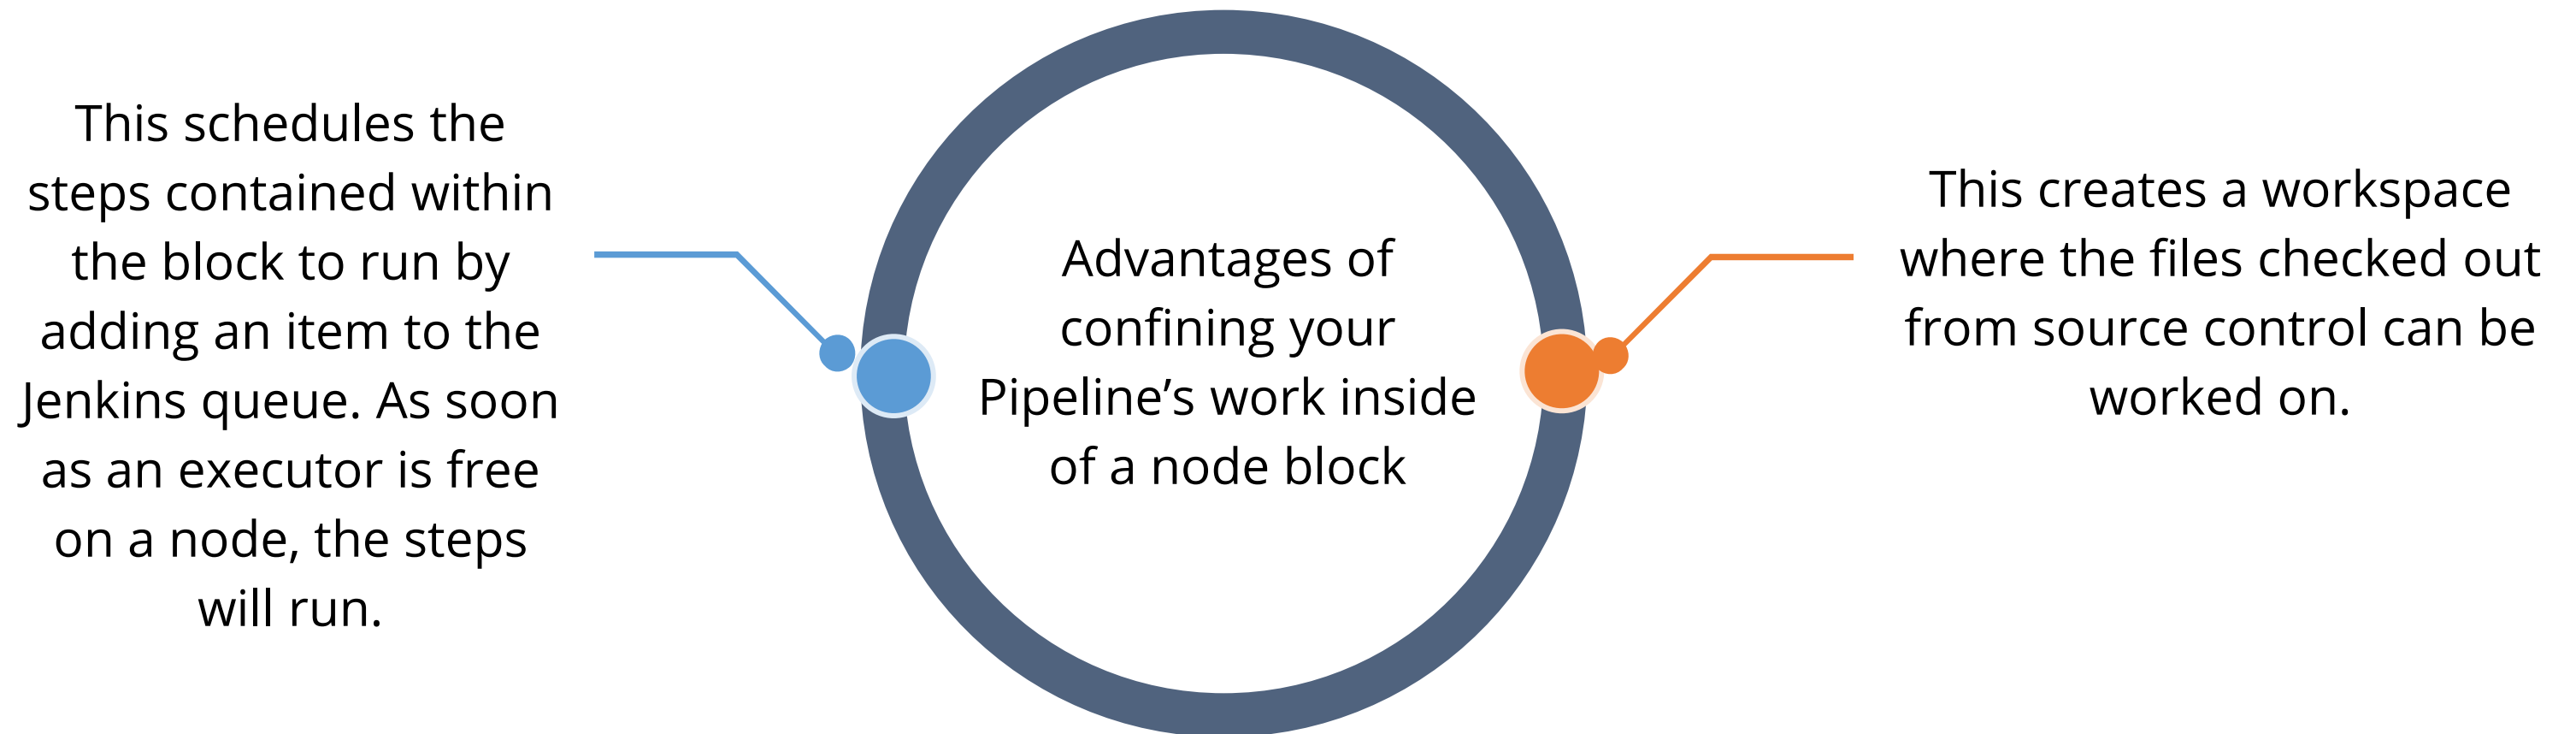 This schedules the
steps contained within
the block to run by
adding an item to the
Jenkins queue. As soon
as an executor is free
on a node, the steps
will run.
Advantages of
confining your
Pipeline’s work inside
of a node block
This creates a workspace
where the files checked out
from source control can be
worked on.